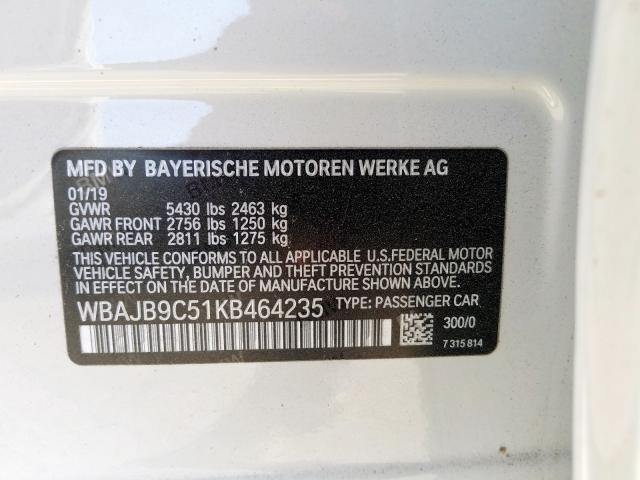 MFD BY BAYERISCHE MOTOREN WERKE AG
01/19
GVWR 5430 lbs 2463 kg
GAWR FRONT 2756 lbs 1250 kg
GAWR REAR 2811 lbs 1275 kg
THIS VEHICLE CONFORMS TO ALL APPLICABLE U.S.FEDERAL MOTOR
VEHICLE SAFETY, BUMPER AND THEFT PREVENTION STANDARDS
IN EFFECT ON THE DATE OF MANUFACTURE SHOWN ABOVE.
WBAJB9C51KB464235 TYPE: PASSENGER CAR
300/0
7 315 814